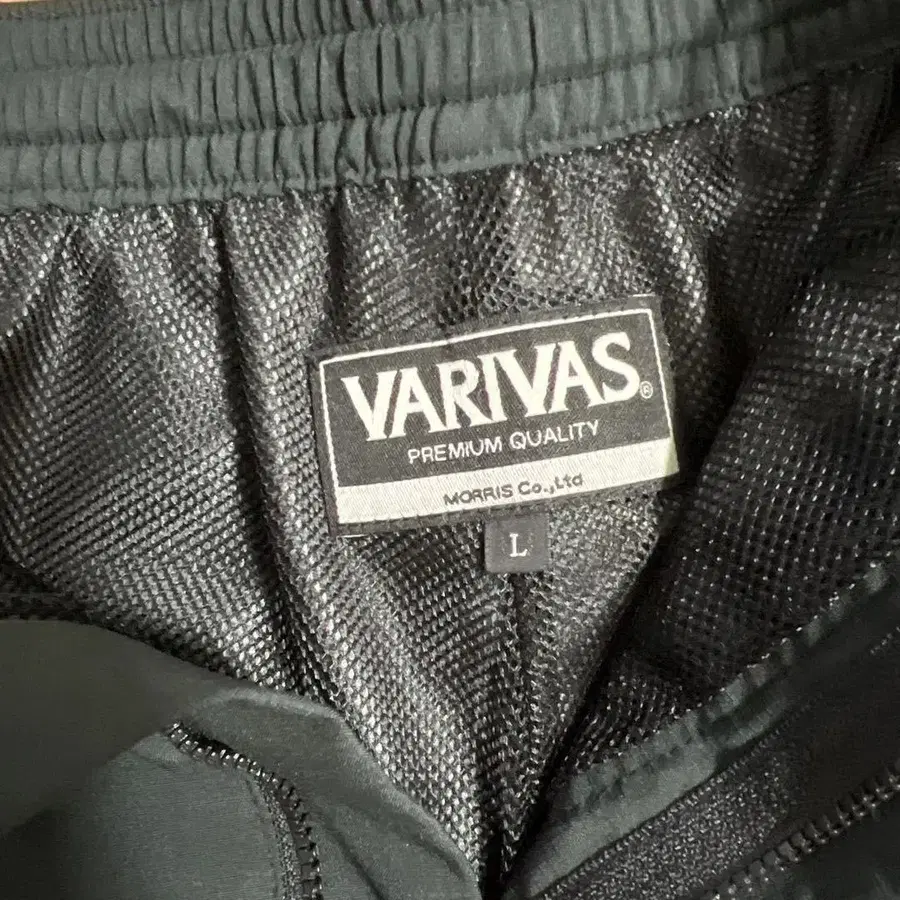 VARIVAS®
PREMIUM QUALITY
MORRIS Co.,Ltd
L